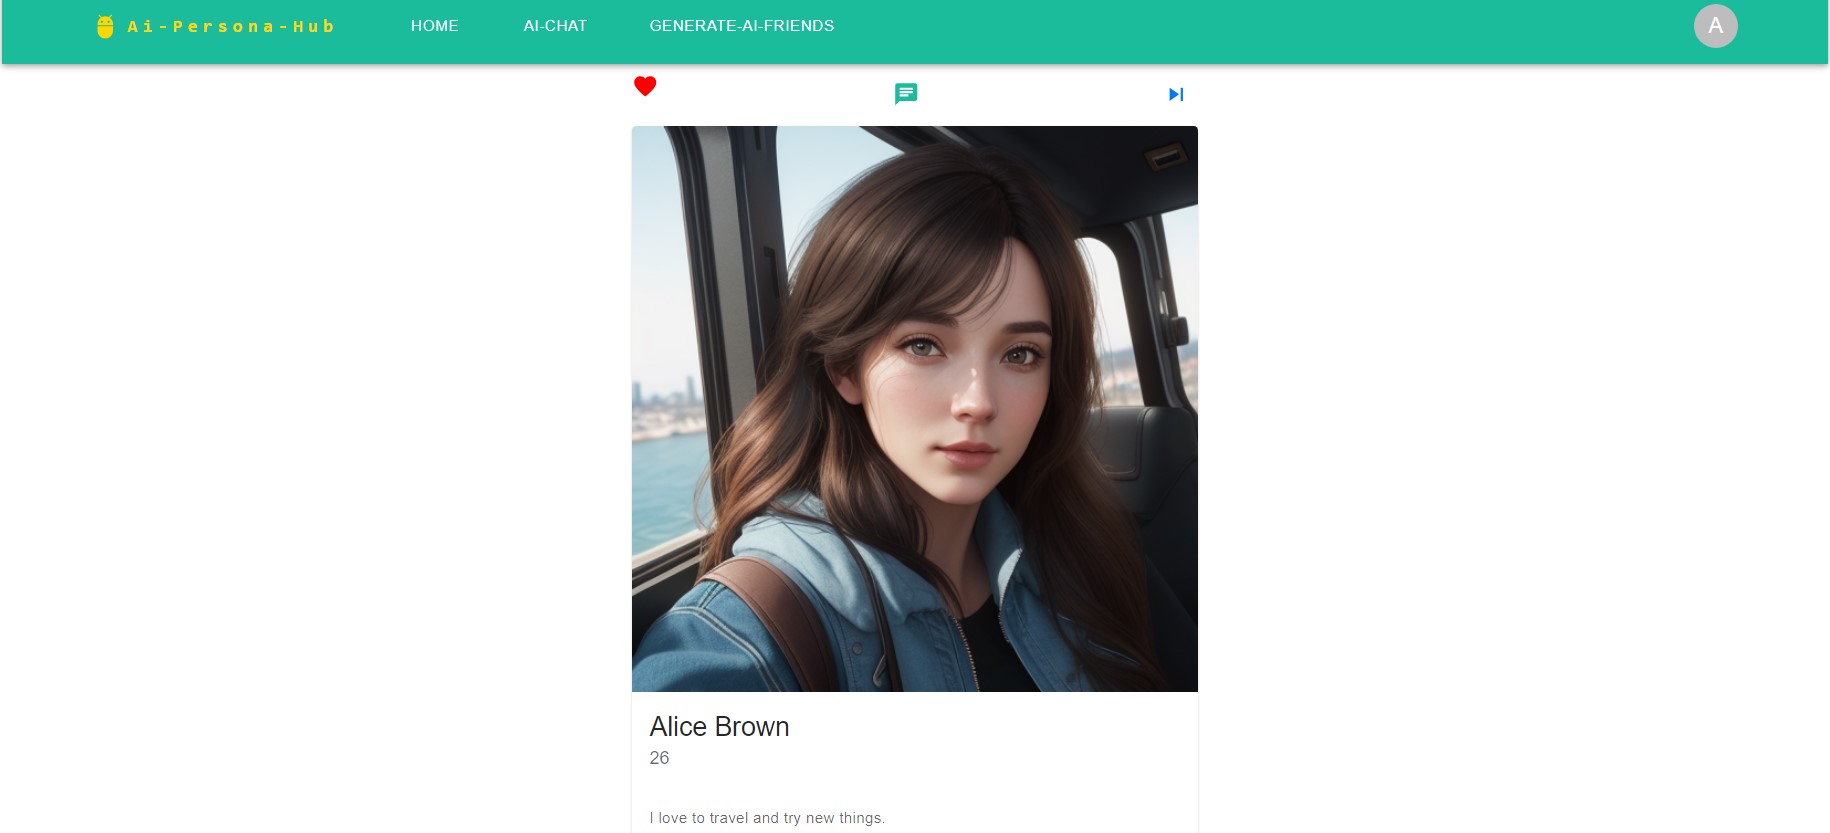 Ai-Persona-Hub
HOME
AI-CHAT
GENERATE-AI-FRIENDS
A
Alice Brown
26
I love to travel and try new things.